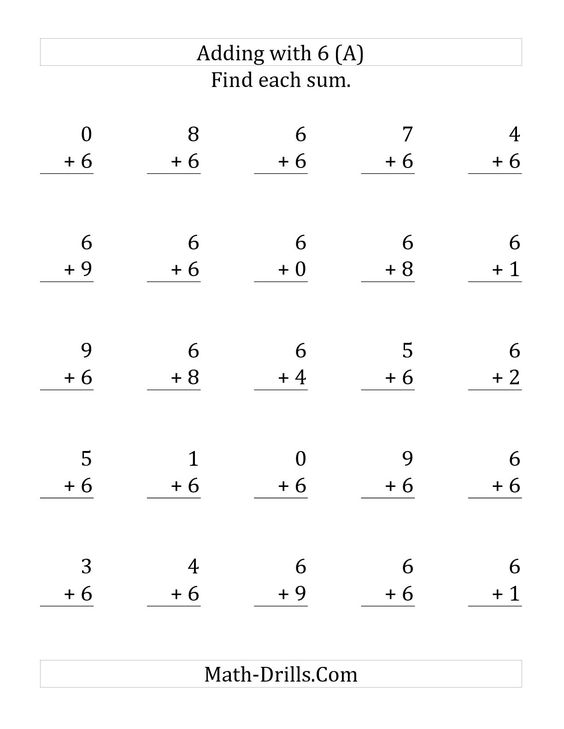 Adding with 6 (A)
Find each sum.
0 8 6 7 4
+ 6 + 6 + 6 + 6 + 6
6 6 6 6 6
+ 9 + 6 + 0 + 8 + 1
9 6 6 5 6
+ 6 + 8 + 4 + 6 + 2
5 1 0 9 6
+ 6 + 6 + 6 + 6 + 6
3 4 6 6 6
+ 6 + 6 + 9 + 6 + 1
Math-Drills.Com